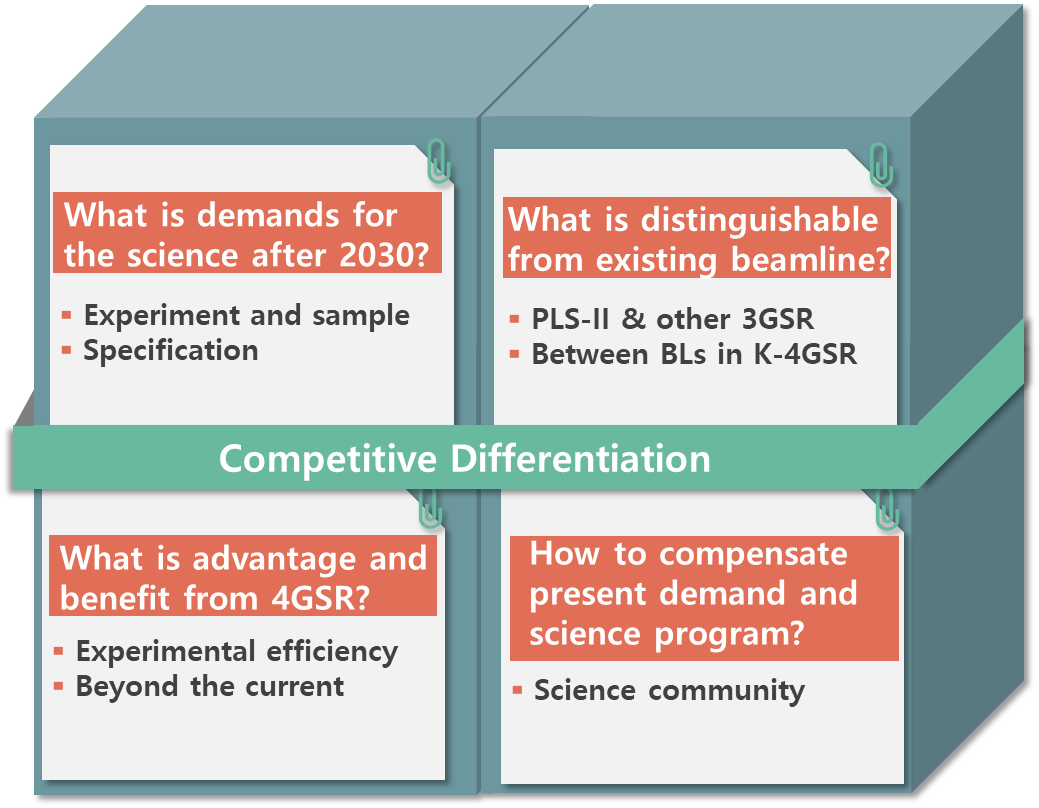 What is demands for
the science after 2030?
Experiment and sample
Specification
What is distinguishable
from existing beamline?
PLS-II & other 3GSR
Between BLs in K-4GSR
Competitive Differentiation
What is advantage and
benefit from 4GSR?
Experimental efficiency
Beyond the current
How to compensate
present demand and
science program?
Science community